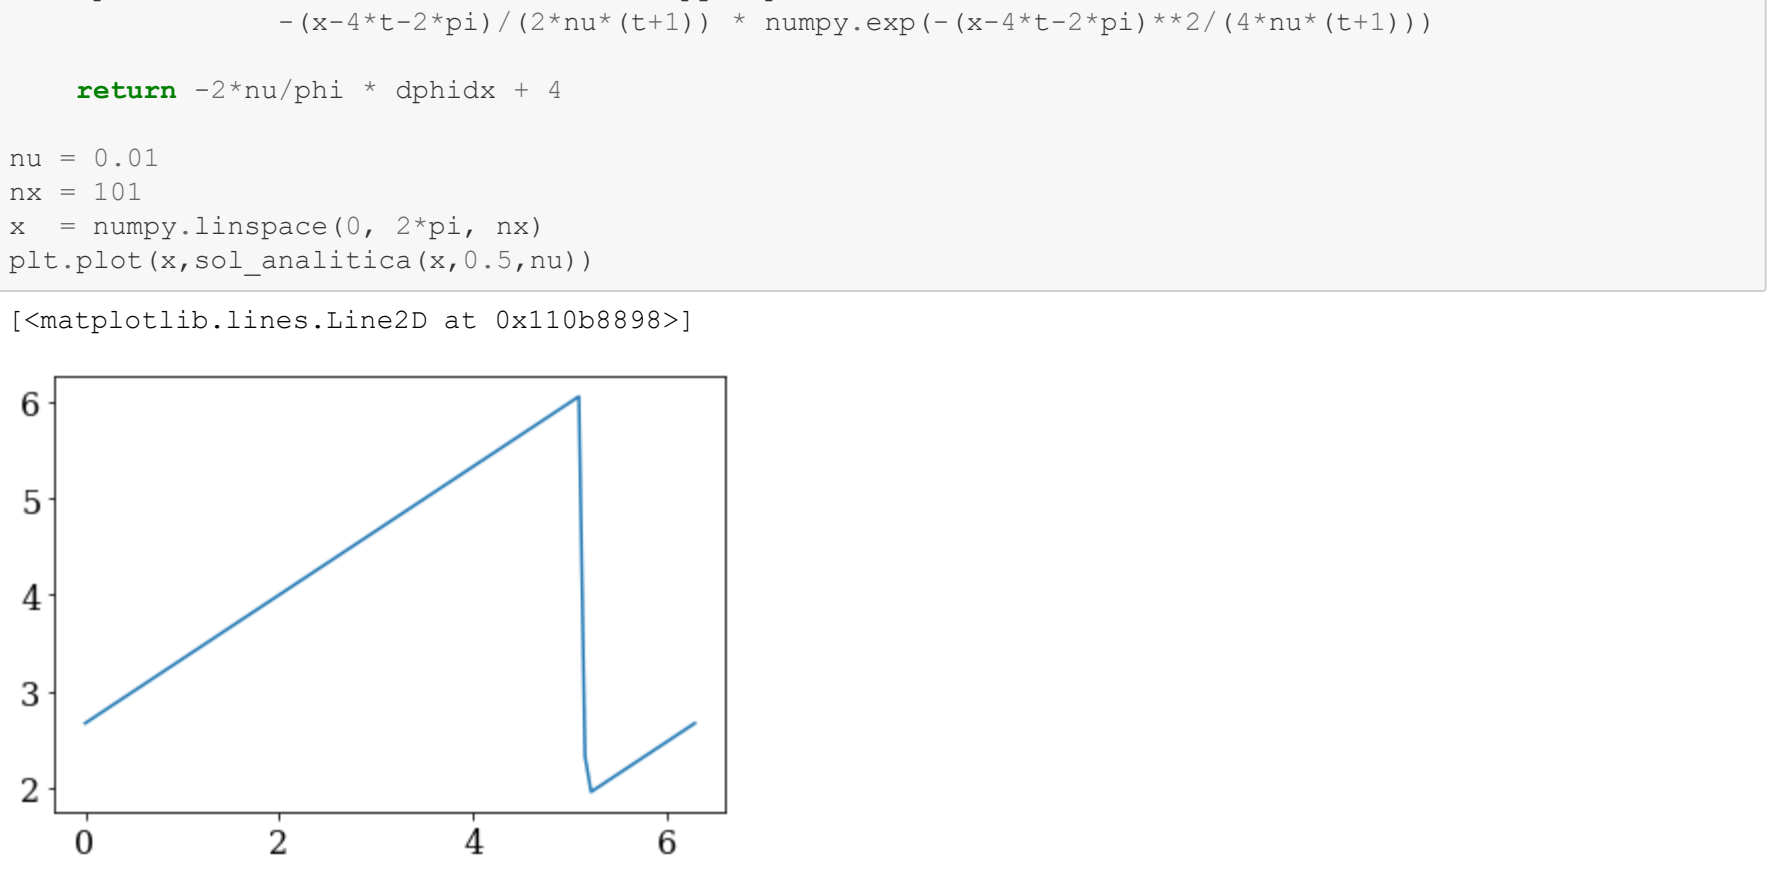 -(x-4*t-2*pi)/(2*nu*(t+1)) * numpy.exp(-(x-4*t-2*pi)**2/(4*nu*(t+1)))
return -2*nu/phi * dphidx + 4
nu = 0.01
nx = 101
x  = numpy.linspace(0, 2*pi, nx)
plt.plot(x,sol_analitica(x,0.5,nu))
[<matplotlib.lines.Line2D at 0x110b8898>]
6
5
4
3
2
0 2 4 6